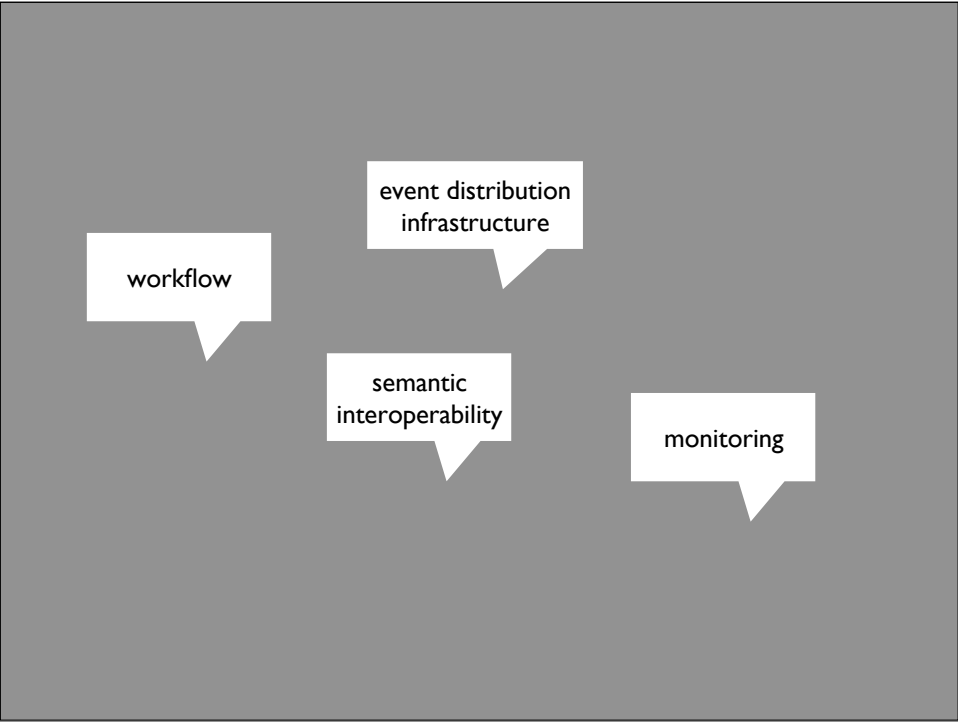 event distribution
infrastructure
workflow
semantic
interoperability
monitoring